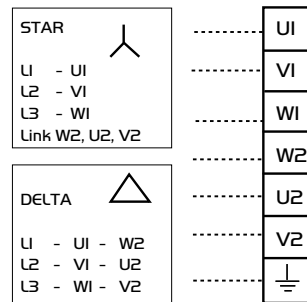 STAR
L1 - U1
L2 - V1
L3 - W1
Link W2, U2, V2
DELTA
L1 - U1 - W2
L2 - V1 - U2
L3 - W1 - V2
U1
V1
W1
W2
U2
V2